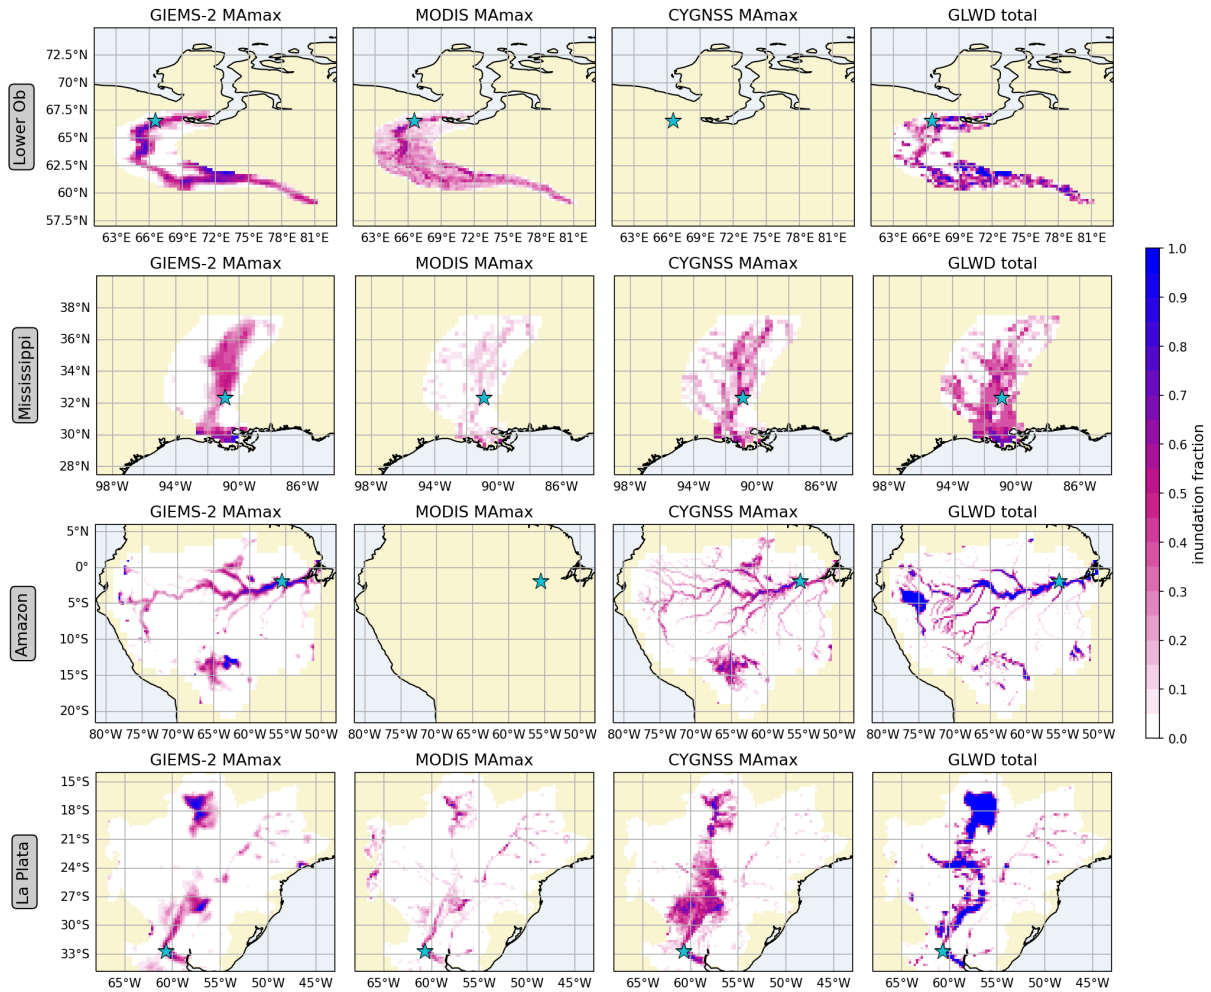 GIEMS-2 MAmax MODIS MAmax CYGNSS MAmax GLWD total
Lower Ob
72.5°N
70°N
67.5°N
65°N
62.5°N
60°N
57.5°N
63°E 66°E 69°E 72°E 75°E 78°E 81°E 63°E 66°E 69°E 72°E 75°E 78°E 81°E 63°E 66°E 69°E 72°E 75°E 78°E 81°E 63°E 66°E 69°E 72°E 75°E 78°E 81°E
GIEMS-2 MAmax MODIS MAmax CYGNSS MAmax GLWD total
Mississippi
38°N
36°N
34°N
32°N
30°N
28°N
98°W 94°W 90°W 86°W 98°W 94°W 90°W 86°W 98°W 94°W 90°W 86°W 98°W 94°W 90°W 86°W
GIEMS-2 MAmax MODIS MAmax CYGNSS MAmax GLWD total
Amazon
5°N
0°
5°S
10°S
15°S
20°S
80°W 75°W 70°W 65°W 60°W 55°W 50°W 80°W 75°W 70°W 65°W 60°W 55°W 50°W 80°W 75°W 70°W 65°W 60°W 55°W 50°W 80°W 75°W 70°W 65°W 60°W 55°W 50°W
GIEMS-2 MAmax MODIS MAmax CYGNSS MAmax GLWD total
La Plata
15°S
18°S
21°S
24°S
27°S
30°S
33°S
65°W 60°W 55°W 50°W 45°W 65°W 60°W 55°W 50°W 45°W 65°W 60°W 55°W 50°W 45°W 65°W 60°W 55°W 50°W 45°W
1.0
0.9
0.8
0.7
0.6
0.5
0.4
0.3
0.2
0.1
0.0
inundation fraction